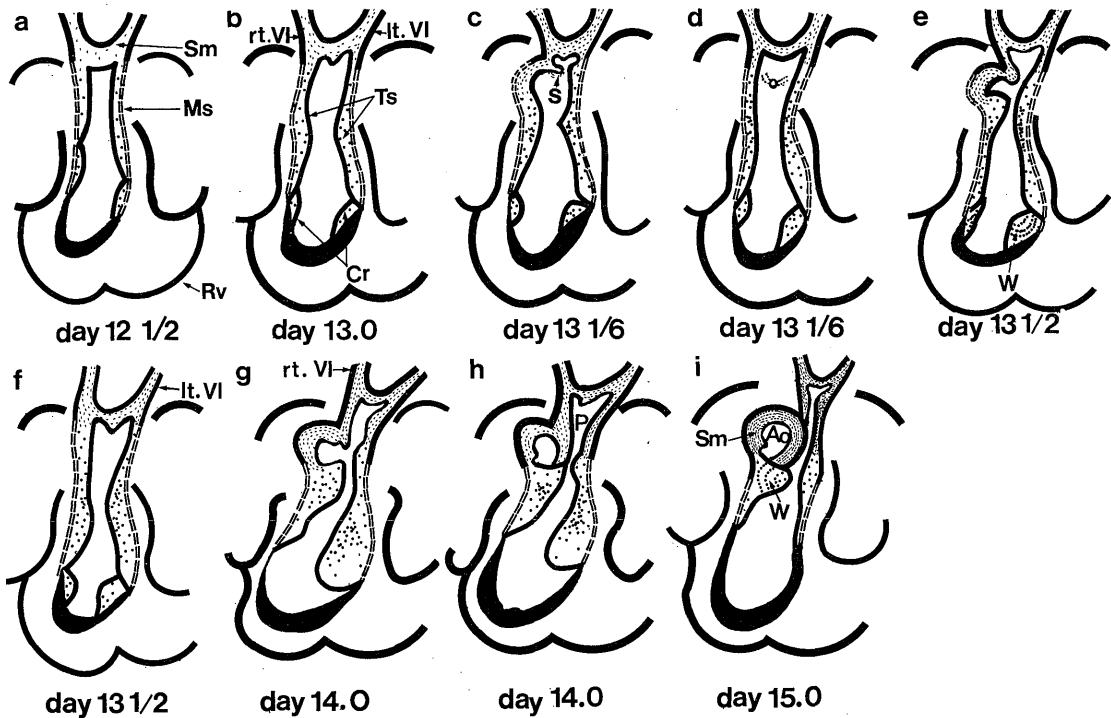 a
Sm
Ms
Rv
day 12 1/2
b
rt. VI
lt. VI
Ts
Cr
day 13.0
c
S
day 13 1/6
d
day 13 1/6
e
W
day 13 1/2
f
lt. VI
day 13 1/2
g
rt. VI
day 14.0
h
P
day 14.0
i
Sm
Ao
W
day 15.0